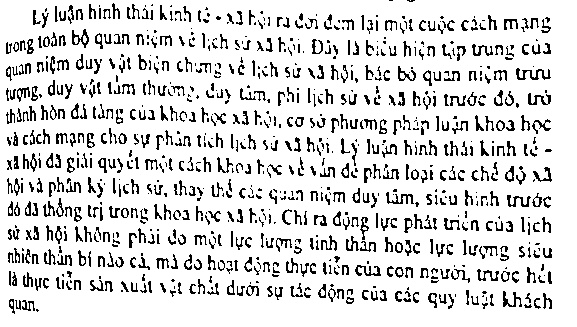 Lý luận hình thái kinh tế - xã hội ra đời đem lại một cuộc cách mạng
trong toàn bộ quan niệm về lịch sử xã hội. Đây là biểu hiện tập trung của
quan niệm duy vật biện chứng về lịch sử xã hội, bác bỏ quan niệm trừu
tượng, duy vật tầm thường, duy tâm, phi lịch sử về xã hội trước đó, trở
thành hòn đá tảng của khoa học xã hội, cơ sở phương pháp luận khoa học
và cách mạng cho sự phân tích lịch sử xã hội. Lý luận hình thái kinh tế -
xã hội đã giải quyết một cách khoa học về vấn đề phân loại các chế độ xã
hội và phân kỳ lịch sử, thay thế các quan niệm duy tâm, siêu hình trước
đó đã thống trị trong khoa học xã hội. Chỉ ra động lực phát triển của lịch
sử xã hội không phải do một lực lượng tinh thần hoặc lực lượng siêu
nhiên thần bí nào cả, mà do hoạt động thực tiễn của con người, trước hết
là thực tiễn sản xuất vật chất dưới sự tác động của các quy luật khách
quan.